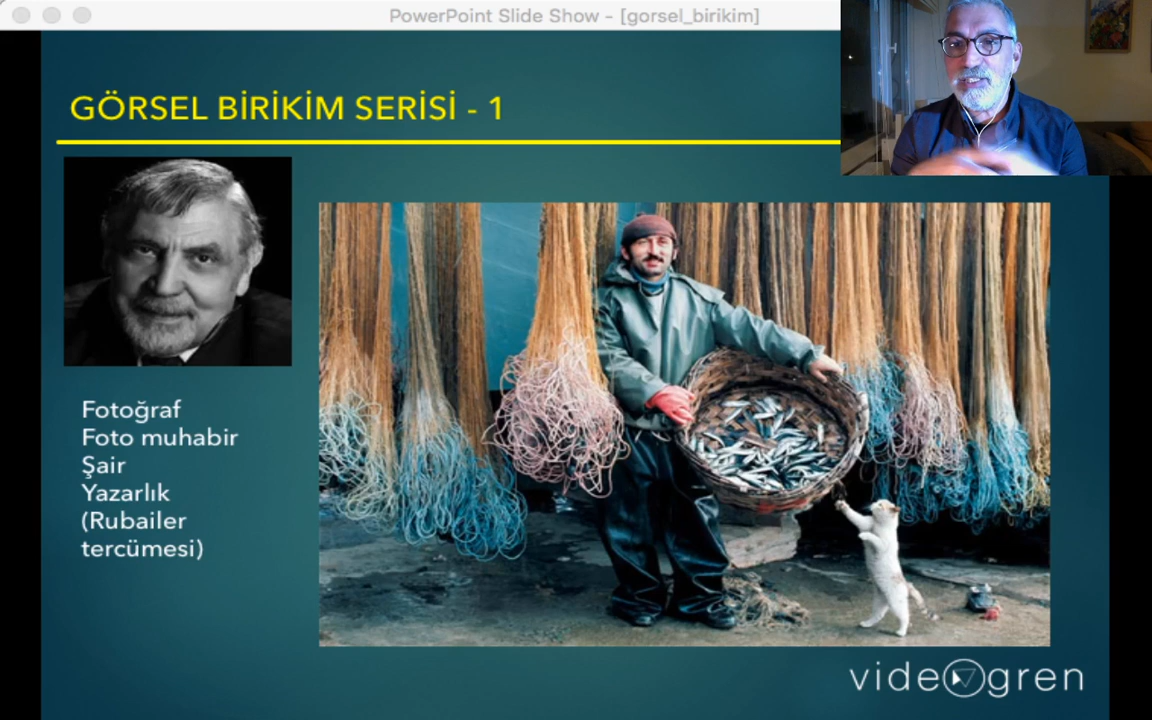 PowerPoint Slide Show - [gorsel_birikim]
GÖRSEL BİRİKİM SERİSİ - 1
Fotoğraf
Foto muhabir
Şair
Yazarlık
(Rubailer
tercümesi)
videogren